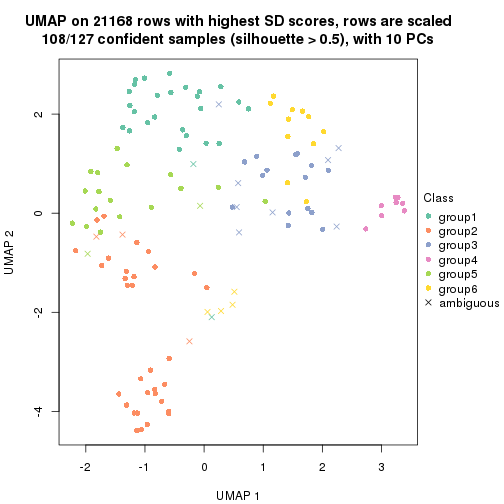 UMAP on 21168 rows with highest SD scores, rows are scaled
108/127 confident samples (silhouette > 0.5), with 10 PCs
2
0
-2
-4
UMAP 2
-2
-1
0
1
2
3
UMAP 1
Class
group1
group2
group3
group4
group5
group6
ambiguous